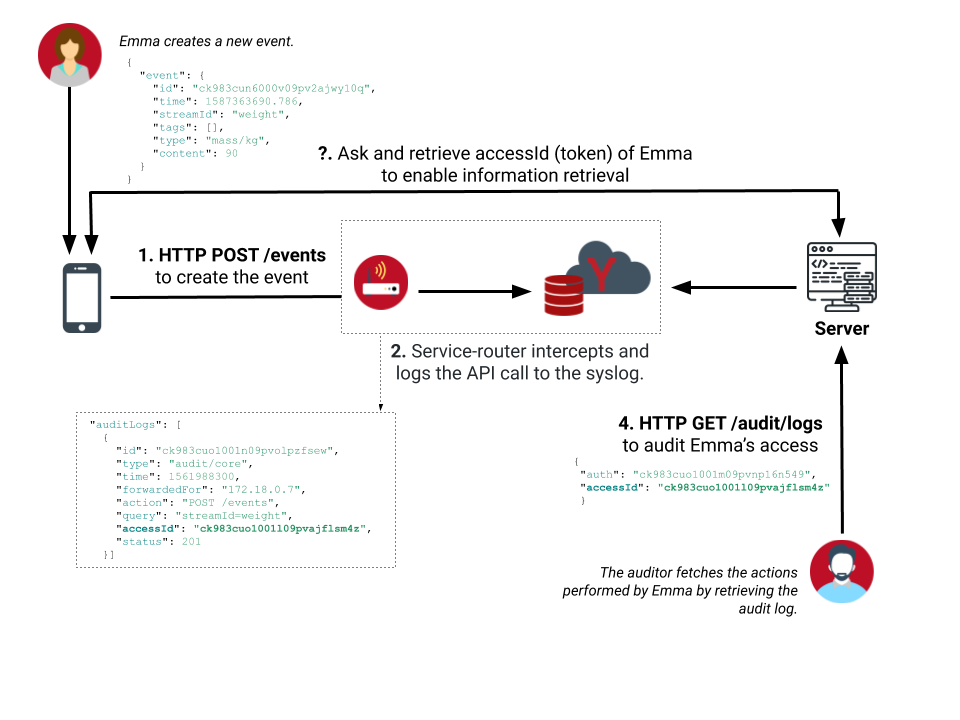 Emma creates a new event.
{
"event": {
"id": "ck983cun6000v09pv2ajwy10q",
"time": 1587363690.786,
"streamId": "weight",
"tags": [],
"type": "mass/kg",
"content": 90
}
}
?. Ask and retrieve accessId (token) of Emma
to enable information retrieval
1. HTTP POST /events
to create the event
Server
2. Service-router intercepts and
logs the API call to the syslog.
"auditLogs": [
{
"id": "ck983cuo1001n09pvolpzfsew",
"type": "audit/core",
"time": 1561988300,
"forwardedFor": "172.18.0.7",
"action": "POST /events",
"query": "streamId=weight",
"accessId": "ck983cuo1001109pvajflsm4z",
"status": 201
}]
4. HTTP GET /audit/logs
to audit Emma's access
{
"auth": "ck983cuo1001m09pvnp16n549",
"accessId": "ck983cuo1001109pvajflsm4z"
}
The auditor fetches the actions
performed by Emma by retrieving the
audit log.